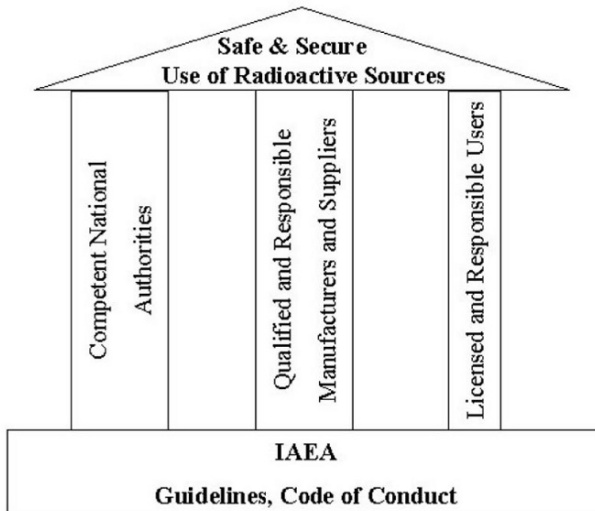 Safe & Secure
Use of Radioactive Sources
Competent National
Authorities
Qualified and Responsible
Manufacturers and Suppliers
Licensed and Responsible Users
IAEA
Guidelines, Code of Conduct